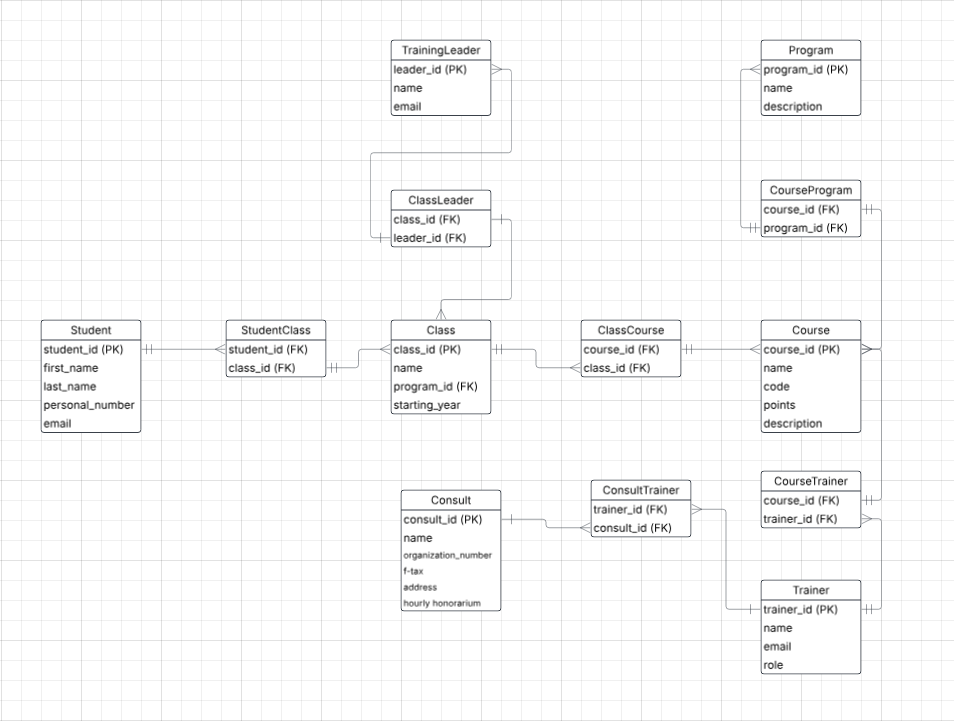 TrainingLeader
leader_id (PK)
name
email
Program
program_id (PK)
name
description
ClassLeader
class_id (FK)
leader_id (FK)
CourseProgram
course_id (FK)
program_id (FK)
Student
student_id (PK)
first_name
last_name
personal_number
email
StudentClass
student_id (FK)
class_id (FK)
Class
class_id (PK)
name
program_id (FK)
starting_year
ClassCourse
course_id (FK)
class_id (FK)
Course
course_id (PK)
name
code
points
description
Consult
consult_id (PK)
name
organization_number
f-tax
address
hourly honorarium
ConsultTrainer
trainer_id (FK)
consult_id (FK)
CourseTrainer
course_id (FK)
trainer_id (FK)
Trainer
trainer_id (PK)
name
email
role